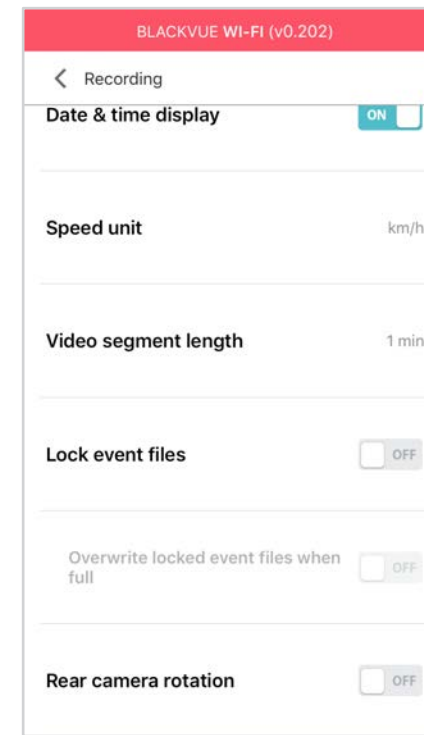 BLACKVUE WI-FI (v0.202)
Recording
Date & time display ON
Speed unit km/h
Video segment length 1 min
Lock event files OFF
Overwrite locked event files when
full OFF
Rear camera rotation OFF